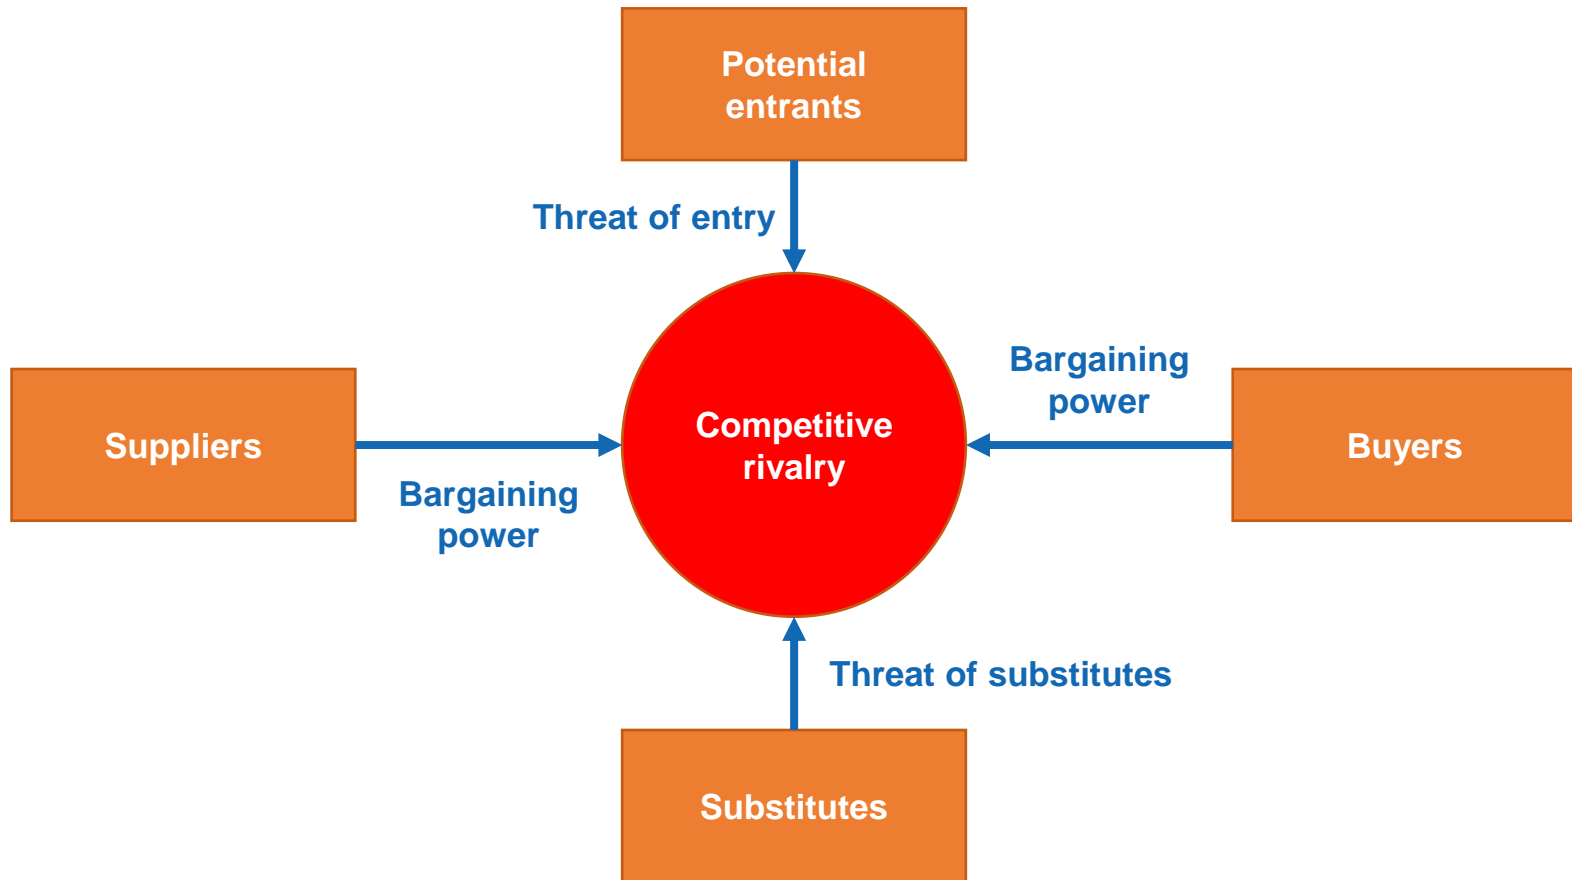 Potential
entrants
Threat of entry
Bargaining
power
Suppliers
Competitive
rivalry
Buyers
Bargaining
power
Threat of substitutes
Substitutes